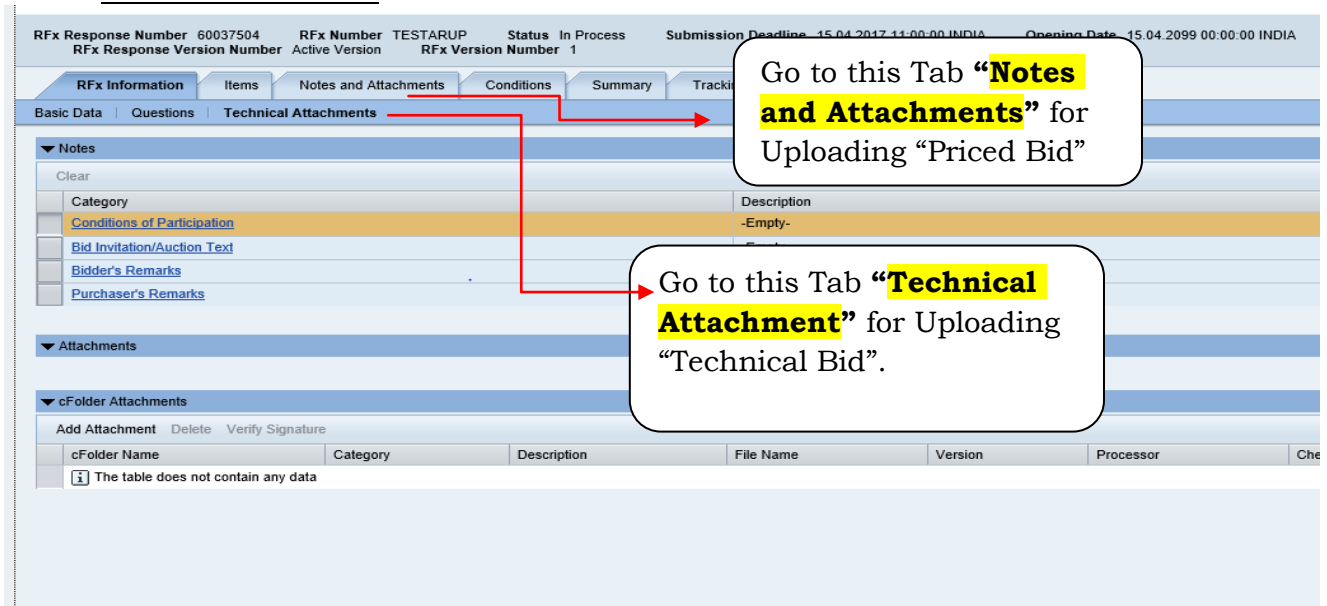 RFx Response Number 60037504 RFx Number TESTARUP Status In Process Submission Deadline 15.04.2017 11:00:00 INDIA Opening Date 15.04.2099 00:00:00 INDIA
RFx Response Version Number Active Version RFx Version Number 1
RFx Information Items Notes and Attachments Conditions Summary
Basic Data | Questions | Technical Attachments
Go to this Tab “Notes
and Attachments” for
Uploading “Priced Bid”
Notes
Clear
Category Description
Conditions of Participation -Empty-
Bid Invitation/Auction Text
Bidder's Remarks
Purchaser's Remarks
Go to this Tab “Technical
Attachment” for Uploading
“Technical Bid”.
Attachments
cFolder Attachments
Add Attachment Delete Verify Signature
cFolder Name Category Description File Name Version Processor
The table does not contain any data